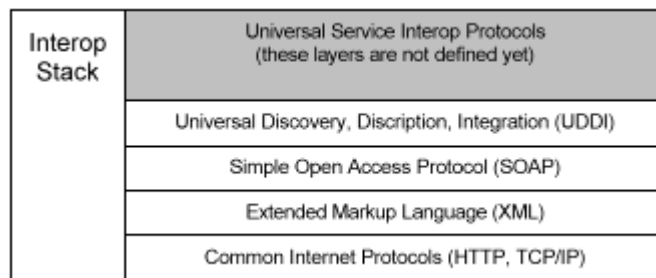 Interop
Stack
Universal Service Interop Protocols
(these layers are not defined yet)
Universal Discovery, Discription, Integration (UDDI)
Simple Open Access Protocol (SOAP)
Extended Markup Language (XML)
Common Internet Protocols (HTTP, TCP/IP)